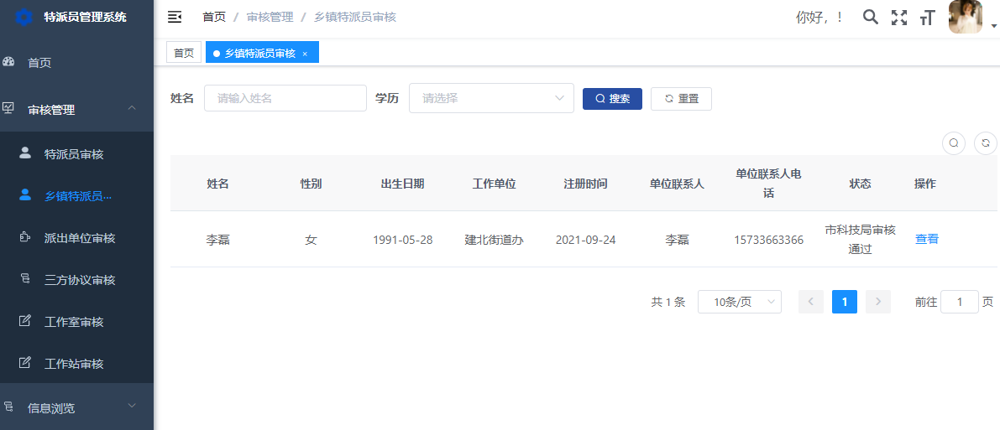 特派员管理系统
首页 / 审核管理 / 乡镇特派员审核
你好，！
首页
审核管理
特派员审核
乡镇特派员...
派出单位审核
三方协议审核
工作室审核
工作站审核
信息浏览
首页
乡镇特派员审核 ×
姓名 请输入姓名 学历 请选择 搜索 重置
姓名 性别 出生日期 工作单位 注册时间 单位联系人 单位联系人电
话 状态 操作
李磊 女 1991-05-28 建北街道办 2021-09-24 李磊 15733663366 市科技局审核
通过 查看
共 1 条 10条/页 1 前往 1 页